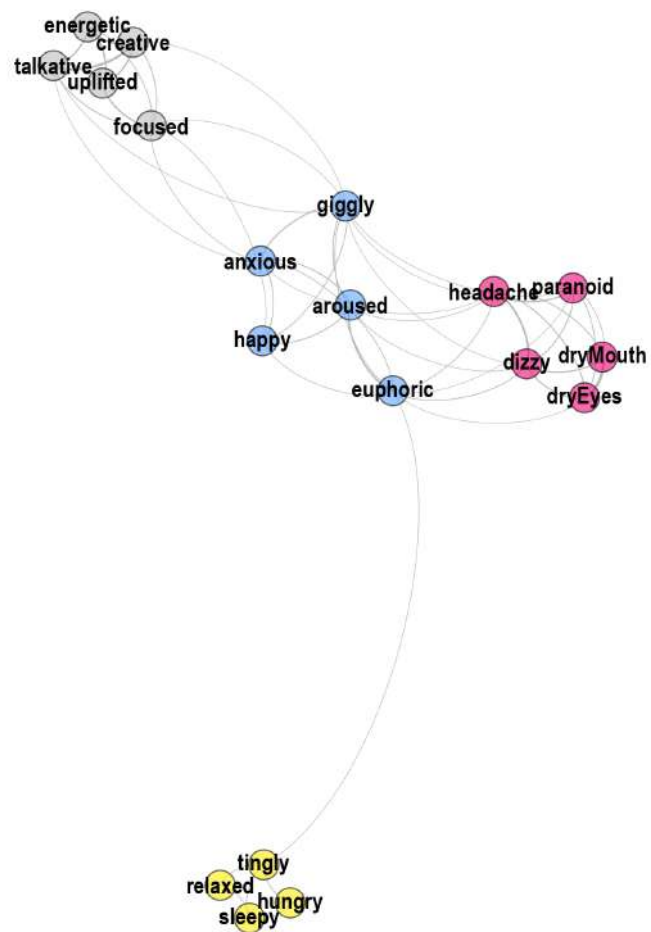 energetic
creative
talkative
uplifted
focused
giggly
anxious
headache
paranoid
aroused
happy
dizzy
dryMouth
euphoric
dryEyes
tingly
relaxed
hungry
sleepy